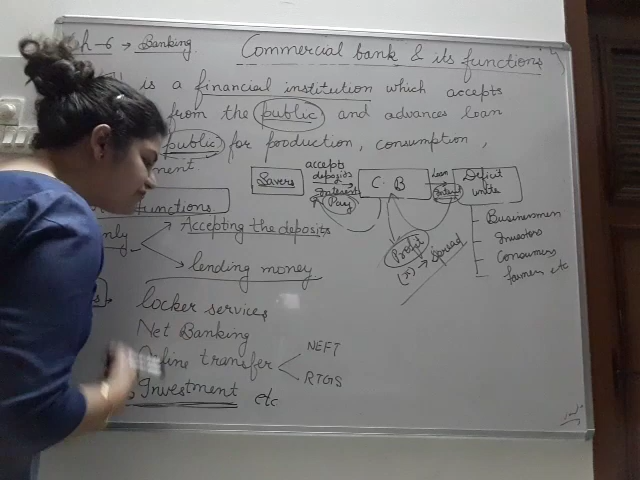 Ch-6 → Banking
Commercial bank & its functions
is a financial institution which accepts
from the public and advances loan
public for production, consumption,
ment
Savers
accepts
deposits
Interest
Pay
C.B
loan
Interest
Deficit
units
functions
only
Accepting the deposits
lending money
Profit
(π) → Spread
Businessmen
Investors
Consumers
farmers etc
locker services
Net Banking
transfer
NEFT
RTGS
Investment etc